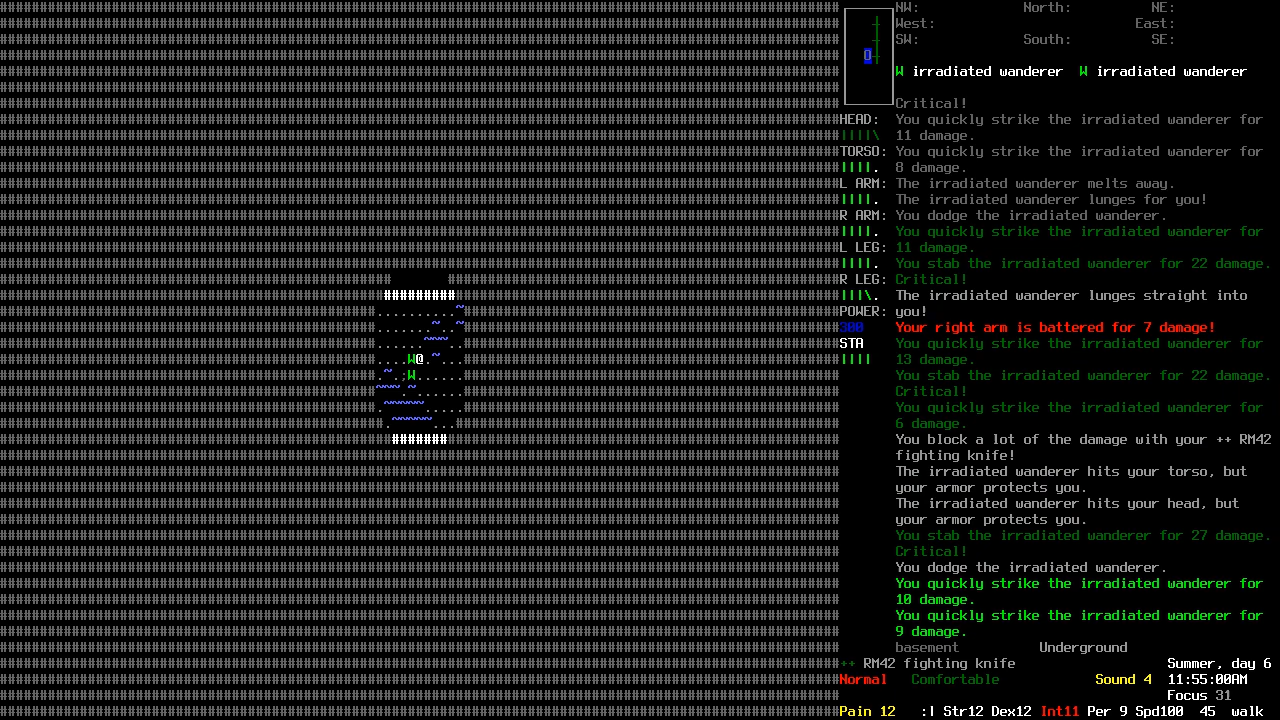 NW: North: NE:
West: East:
SW: South: SE:
W irradiated wanderer W irradiated wanderer
Critical!
HEAD: You quickly strike the irradiated wanderer for
||||\ 11 damage.
TORSO: You quickly strike the irradiated wanderer for
||||. 8 damage.
L ARM: The irradiated wanderer melts away.
||||. The irradiated wanderer lunges for you!
R ARM: You dodge the irradiated wanderer.
||||. You quickly strike the irradiated wanderer for
L LEG: 11 damage.
||||. You stab the irradiated wanderer for 22 damage.
R LEG: Critical!
|||\. The irradiated wanderer lunges straight into
POWER: you!
300 Your right arm is battered for 7 damage!
STA You quickly strike the irradiated wanderer for
|||| 13 damage.
You stab the irradiated wanderer for 22 damage.
Critical!
You quickly strike the irradiated wanderer for
6 damage.
You block a lot of the damage with your ++ RM42
fighting knife!
The irradiated wanderer hits your torso, but
your armor protects you.
The irradiated wanderer hits your head, but
your armor protects you.
You stab the irradiated wanderer for 27 damage.
Critical!
You dodge the irradiated wanderer.
You quickly strike the irradiated wanderer for
10 damage.
You quickly strike the irradiated wanderer for
9 damage.
basement Underground
++ RM42 fighting knife Summer, day 6
Normal Comfortable Sound 4 11:55:00AM
Focus 31
Pain 12 :| Str12 Dex12 Int11 Per 9 Spd100 45 walk